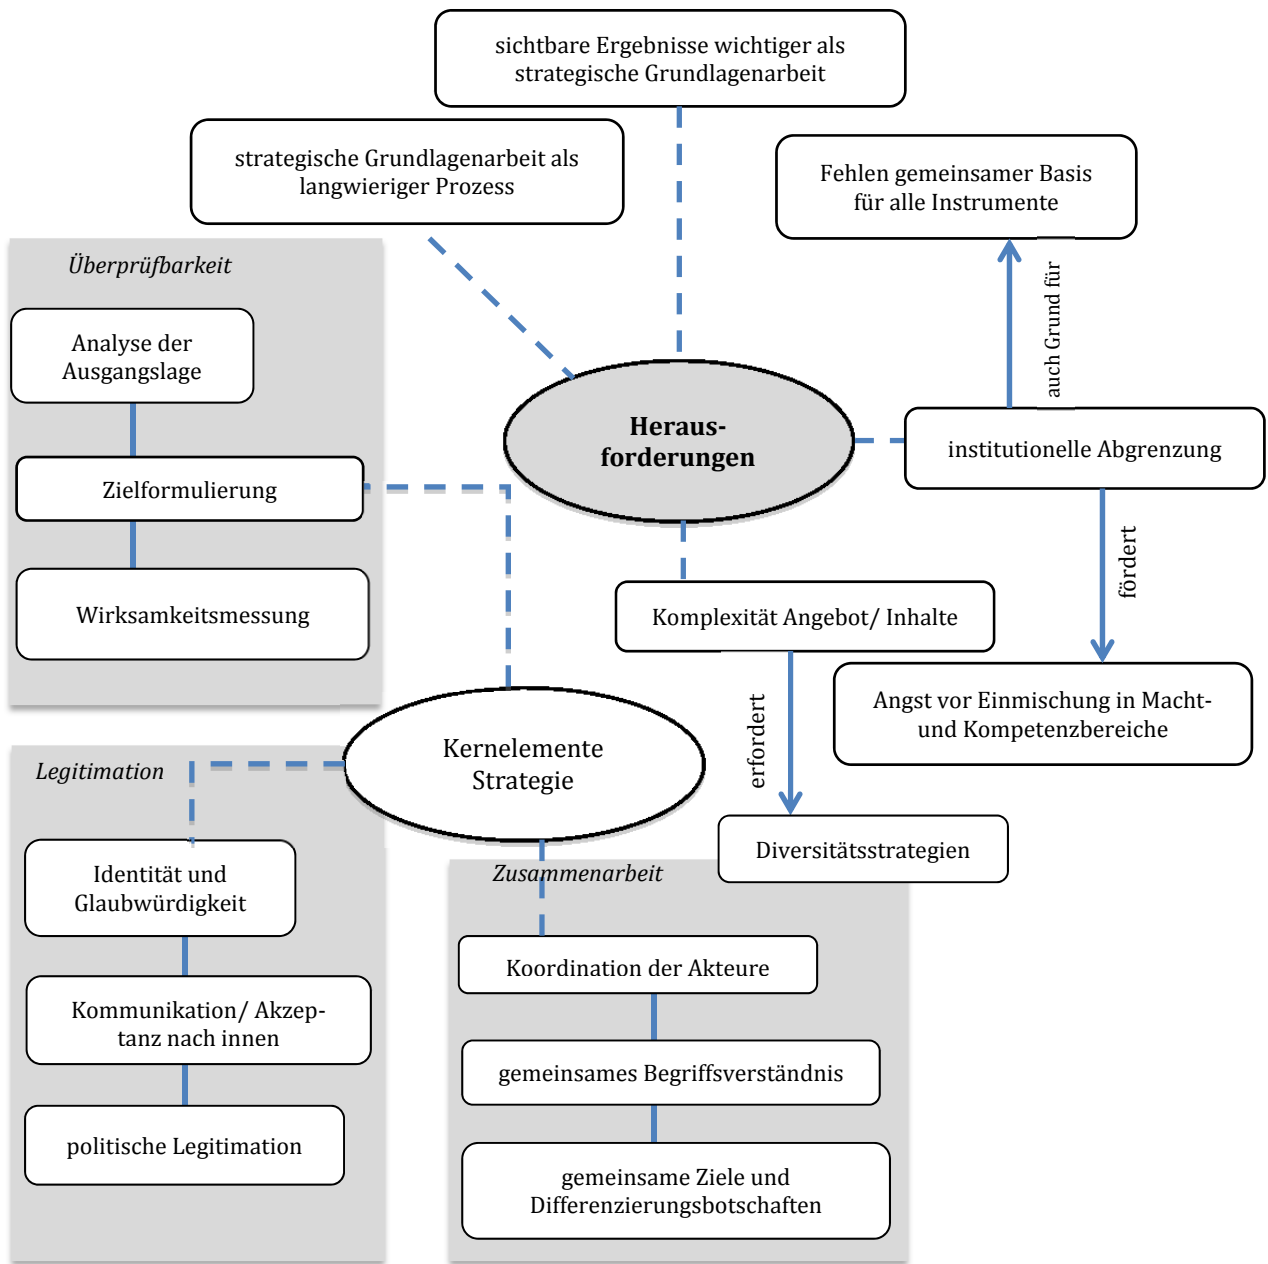 sichtbare Ergebnisse wichtiger als
strategische Grundlagenarbeit
strategische Grundlagenarbeit als
langwieriger Prozess
Fehlen gemeinsamer Basis
für alle Instrumente
Überprüfbarkeit
auch Grund für
Analyse der
Ausgangslage
Heraus-
forderungen
institutionelle Abgrenzung
Zielformulierung
fördert
Wirksamkeitsmessung
Komplexität Angebot/ Inhalte
Angst vor Einmischung in Macht-
und Kompetenzbereiche
erfordert
Kernelemente
Strategie
Legitimation
Diversitätsstrategien
Identität und
Glaubwürdigkeit
Zusammenarbeit
Koordination der Akteure
Kommunikation/ Akzep-
tanz nach innen
gemeinsames Begriffsverständnis
politische Legitimation
gemeinsame Ziele und
Differenzierungsbotschaften